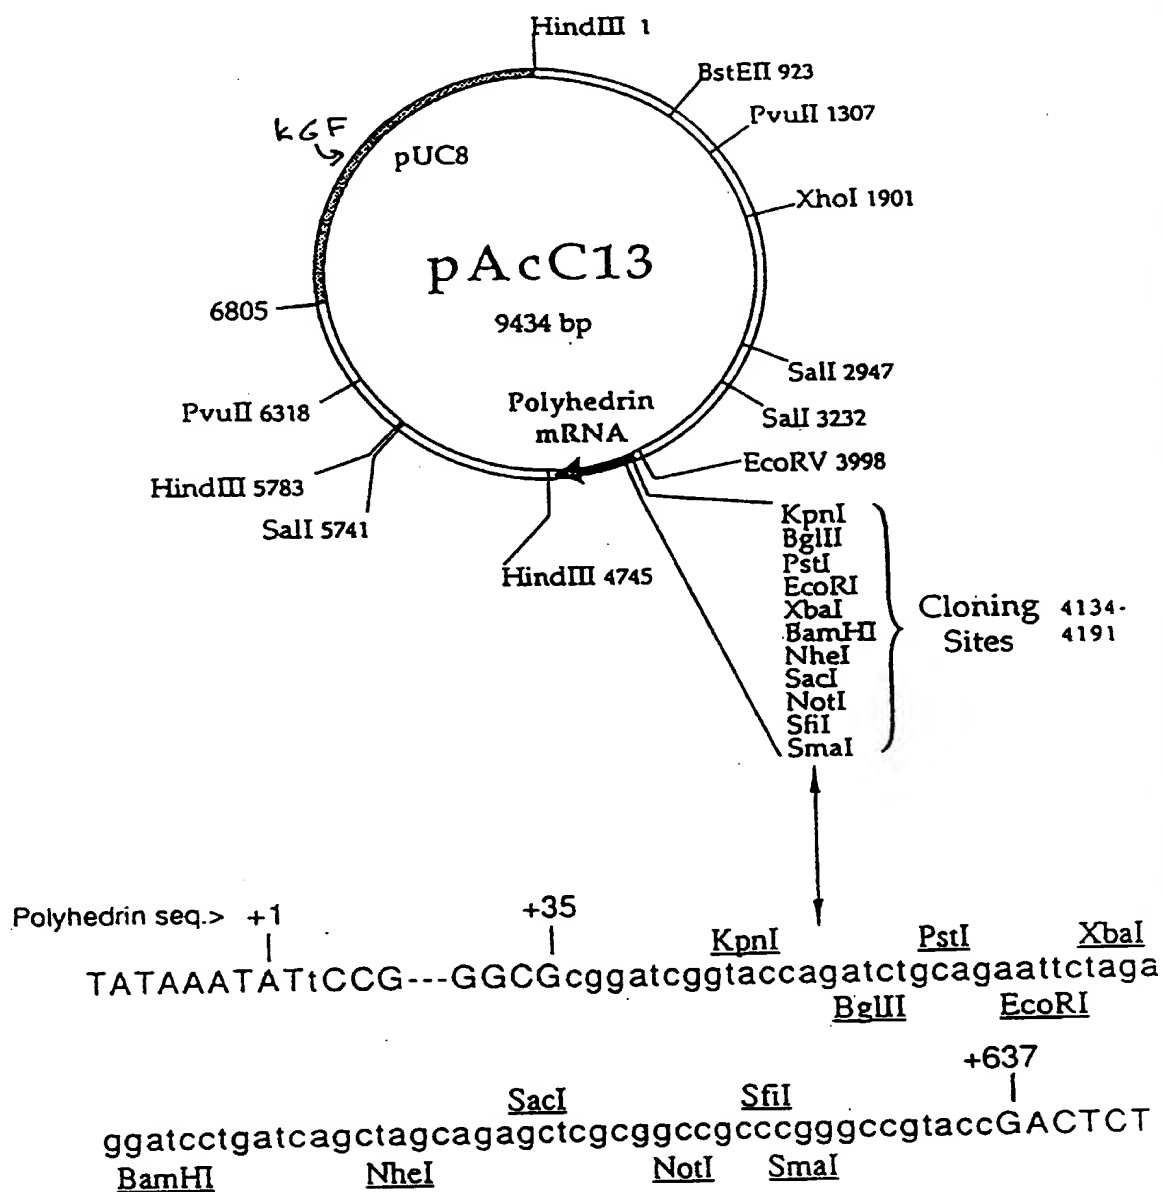 HindIII 1
BstEII 923
PvuII 1307
KGF
pUC8
XhoI 1901
pAcC13
9434 bp
6805
SalI 2947
PvuII 6318
Polyhedrin
mRNA
SalI 3232
EcoRV 3998
HindIII 5783
SalI 5741
HindIII 4745
KpnI
BglII
PstI
EcoRI
XbaI
BamHI
NheI
SacI
NotI
SfiI
SmaI
Cloning
Sites
4134-
4191
Polyhedrin seq.> +1
+35
KpnI PstI XbaI
TATAAATATtCCG---GGCGcggatcggtaccagatctgcagaattctaga
BglII EcoRI
+637
SacI SfiI
ggatcctgatcagctagcagagctcgcggccgcccgggccgtaccGACTCT
BamHI NheI NotI SmaI